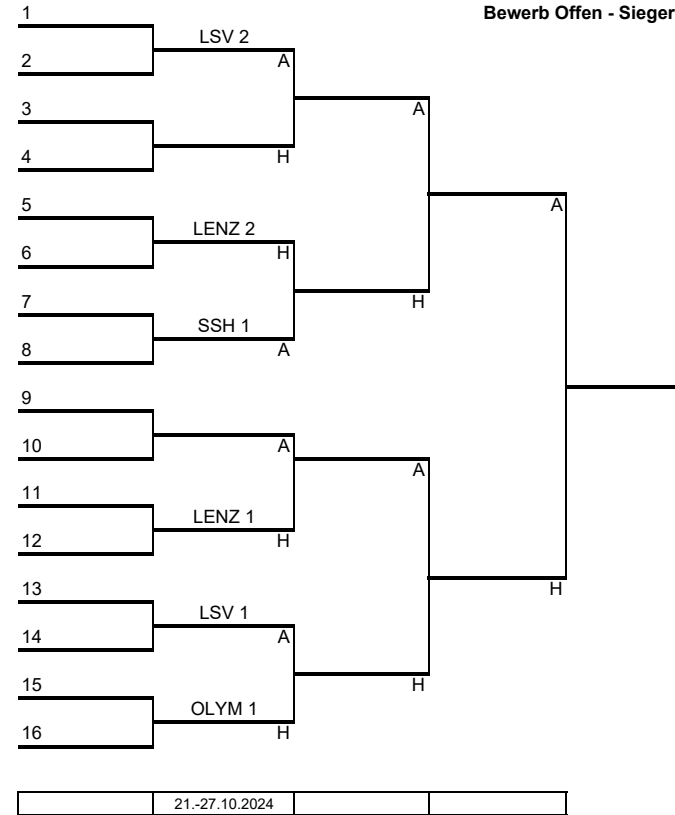 Bewerb Offen - Sieger
1
LSV 2
2
A
3
A
4
H
5
A
LENZ 2
6
H
7
H
SSH 1
8
A
9
10
A
A
11
LENZ 1
12
H
13
H
LSV 1
14
A
15
H
OLYM 1
16
H
21.-27.10.2024